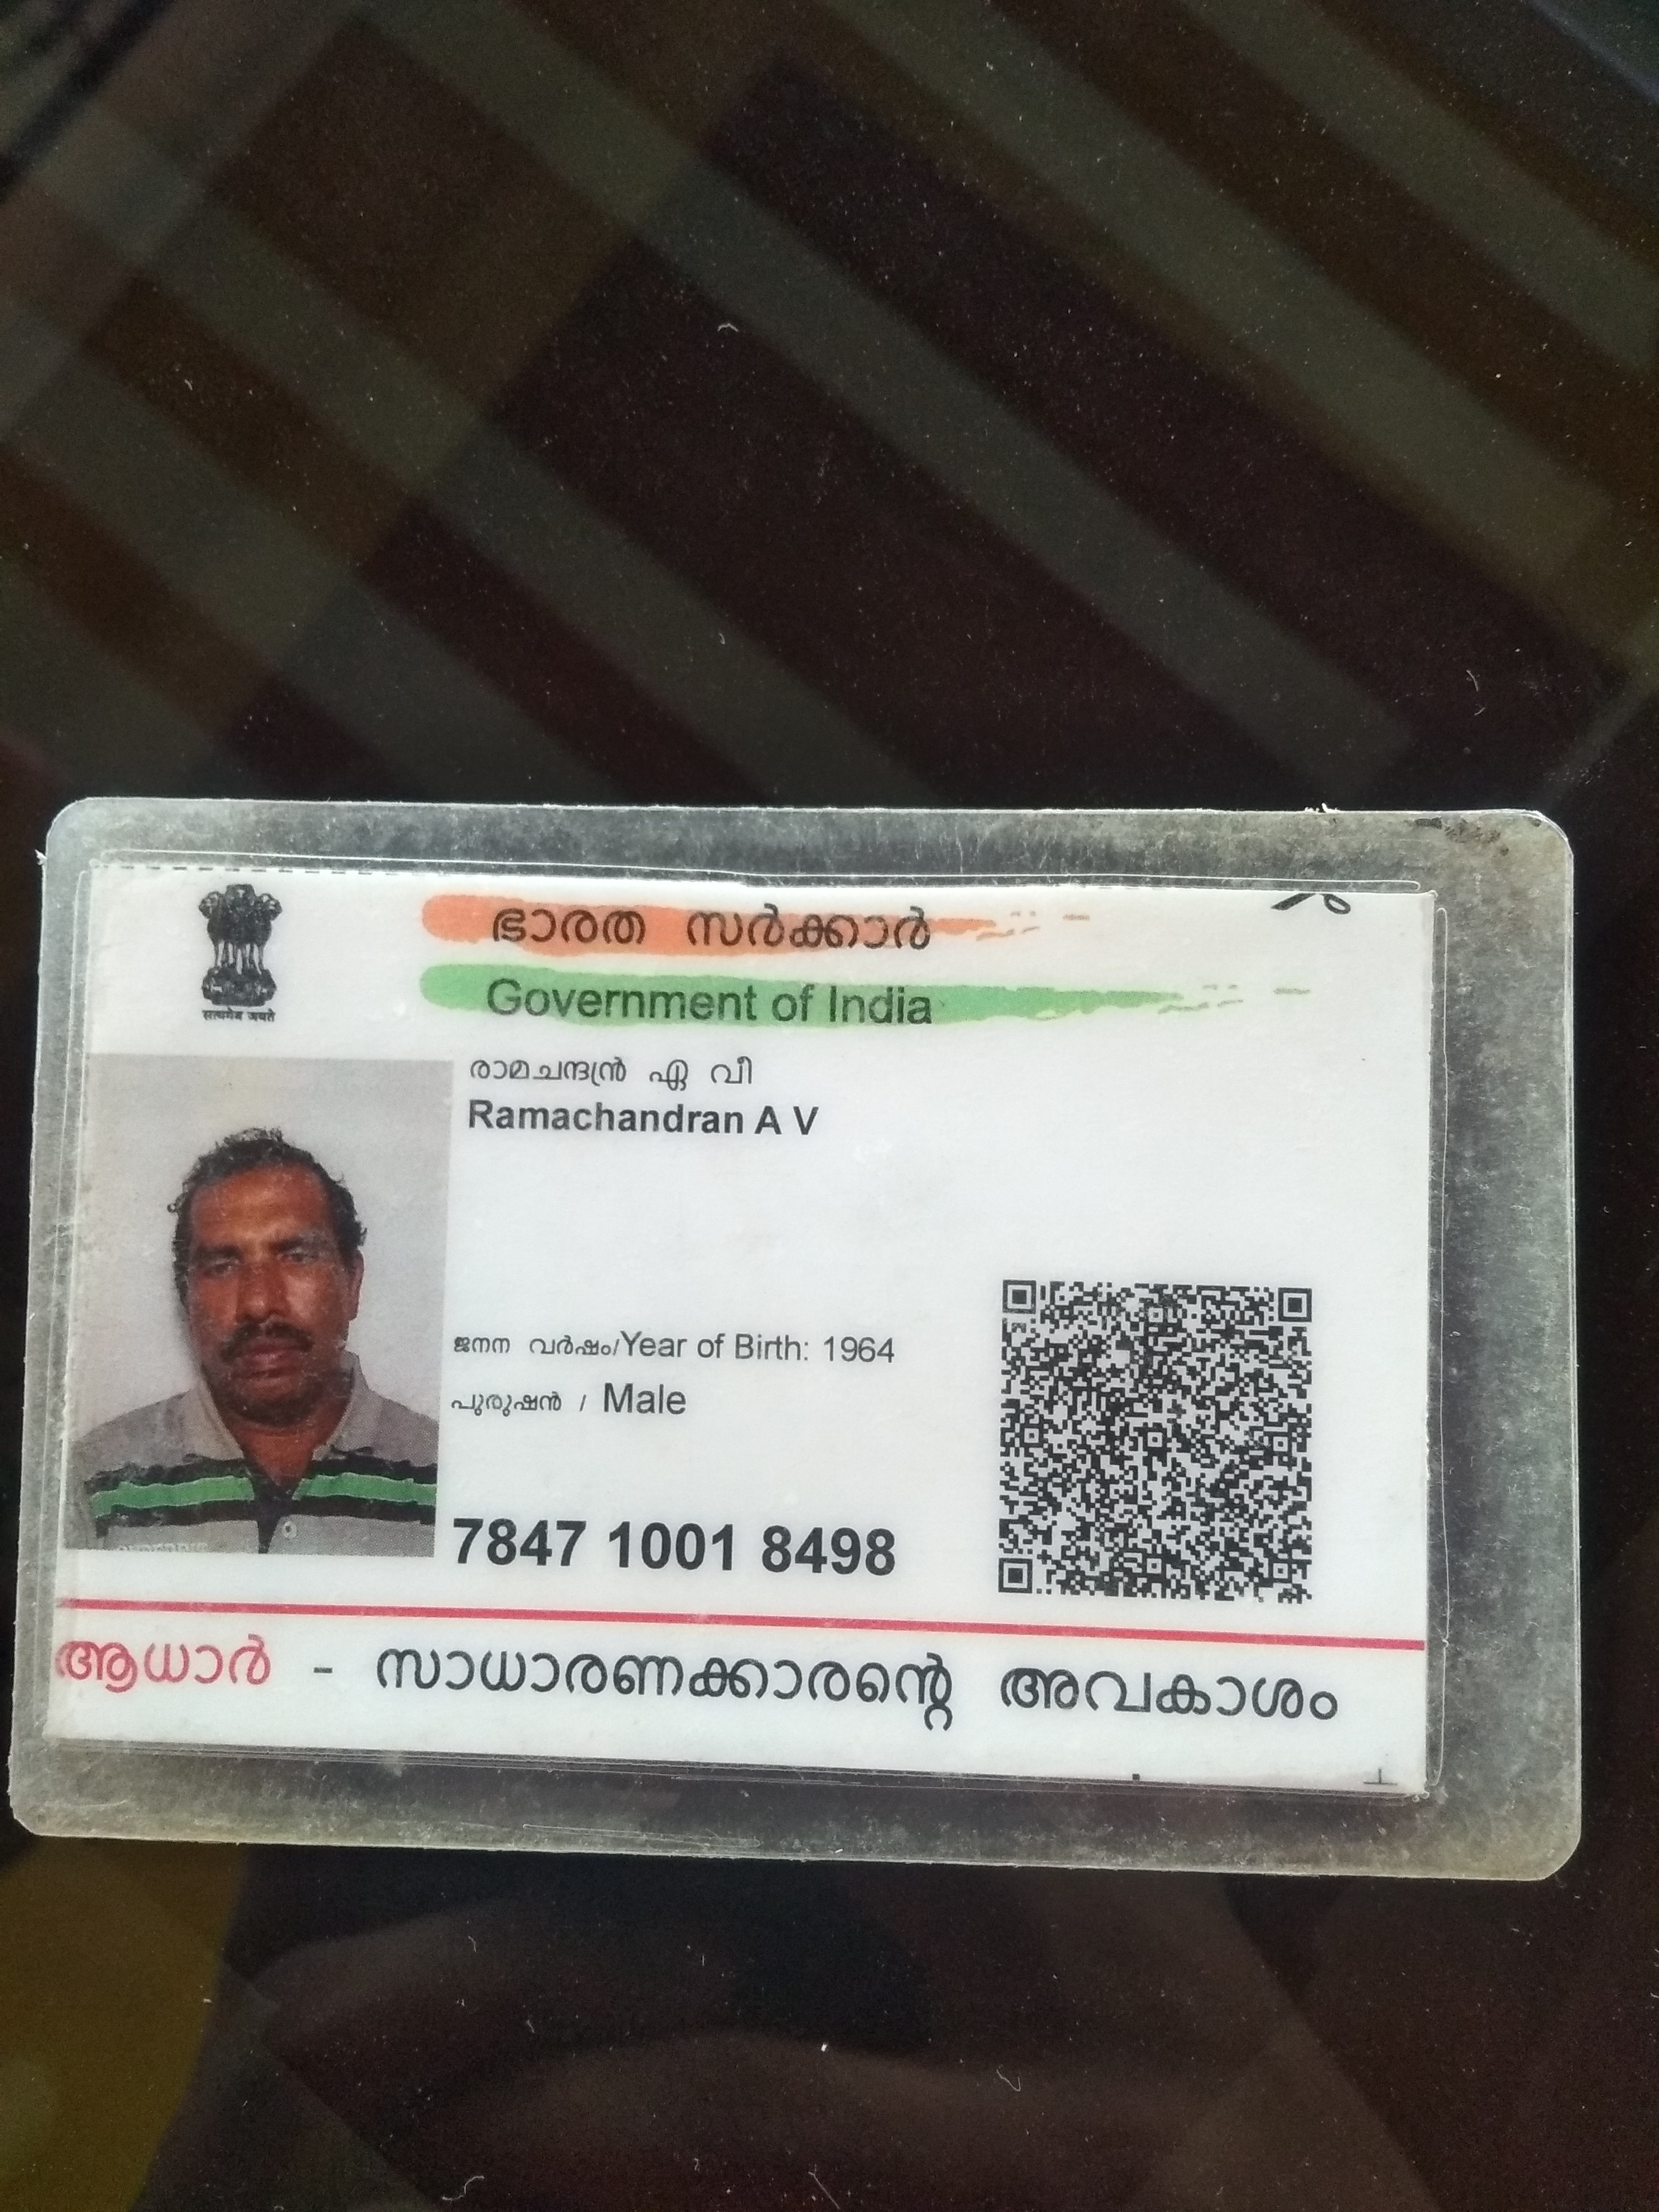 ഭാരത സർക്കാർ
Government of India
सत्यमेव जयते
രാമചന്ദ്രൻ ഏ വീ
Ramachandran A V
ജനന വർഷം/Year of Birth: 1964
പുരുഷൻ / Male
7847 1001 8498
ആധാർ - സാധാരണക്കാരന്റെ അവകാശം